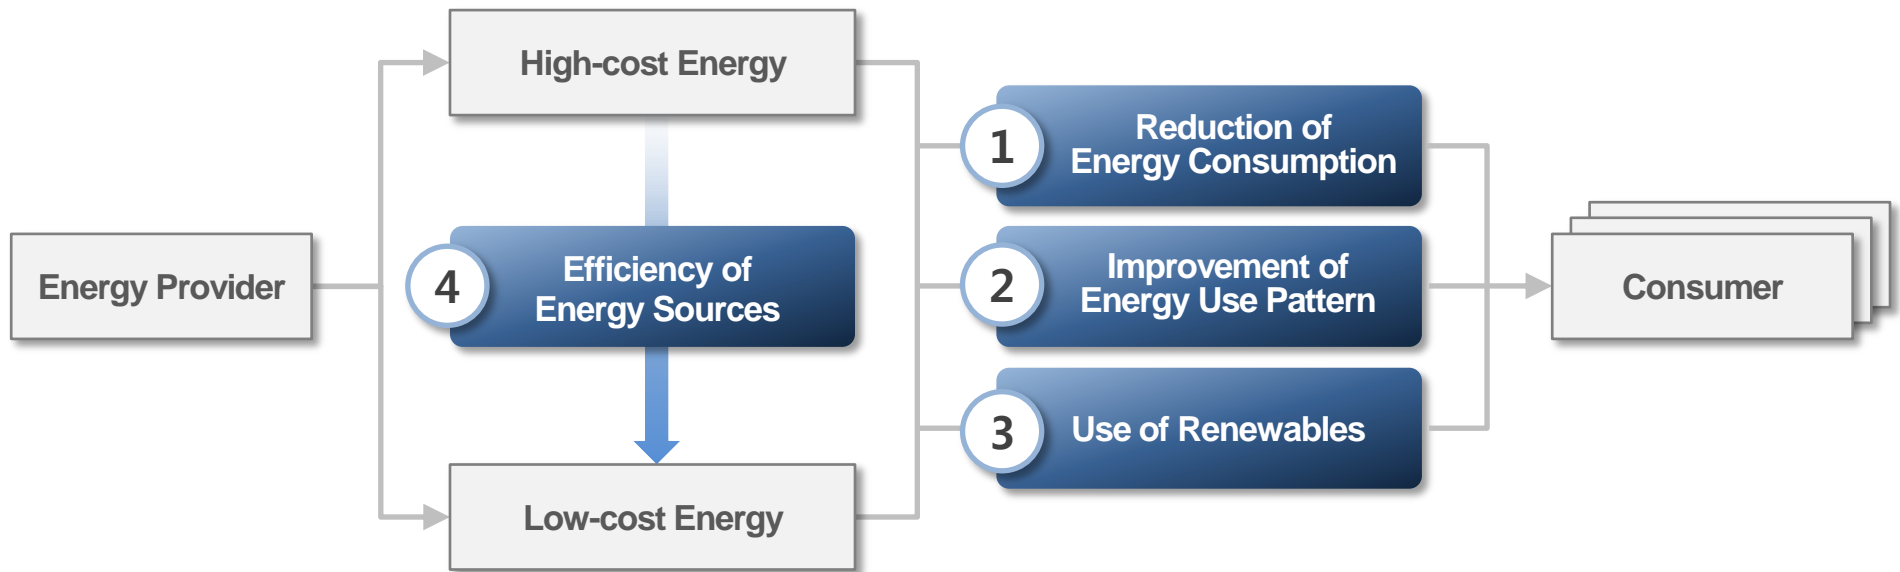 Energy Provider
High-cost Energy
4
Efficiency of
Energy Sources
Low-cost Energy
1
Reduction of
Energy Consumption
2
Improvement of
Energy Use Pattern
3
Use of Renewables
Consumer